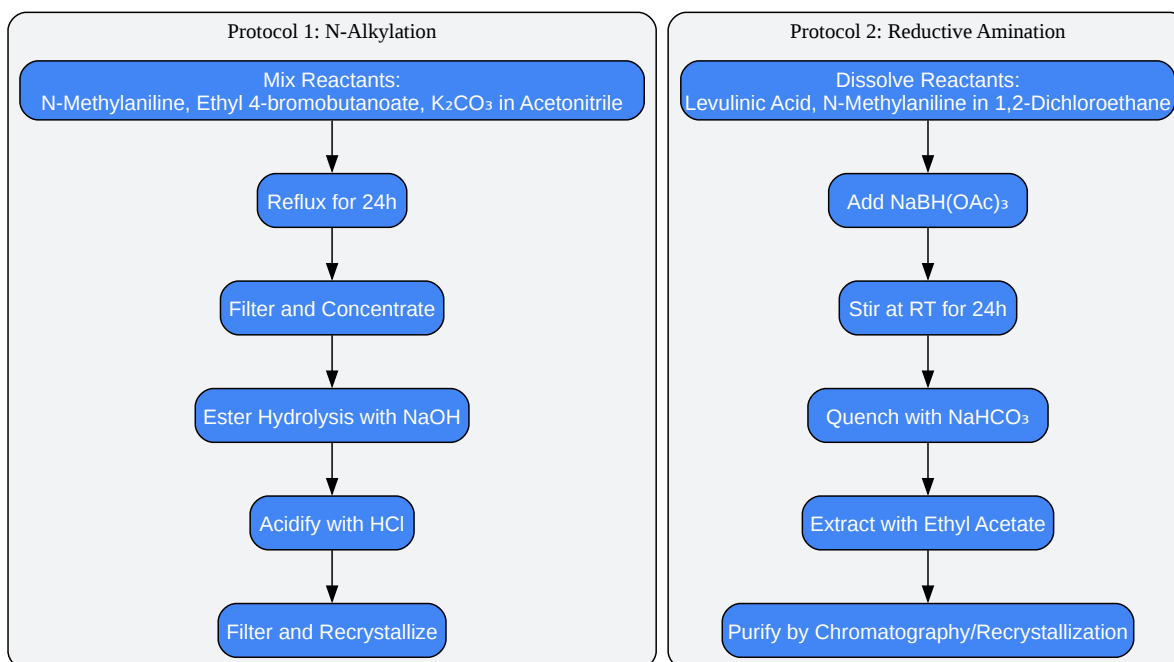 Protocol 1: N-Alkylation
Mix Reactants:
N-Methylaniline, Ethyl 4-bromobutanoate, K₂CO₃ in Acetonitrile
Reflux for 24h
Filter and Concentrate
Ester Hydrolysis with NaOH
Acidify with HCl
Filter and Recrystallize
Protocol 2: Reductive Amination
Dissolve Reactants:
Levulinic Acid, N-Methylaniline in 1,2-Dichloroethane
Add NaBH(OAc)₃
Stir at RT for 24h
Quench with NaHCO₃
Extract with Ethyl Acetate
Purify by Chromatography/Recrystallization